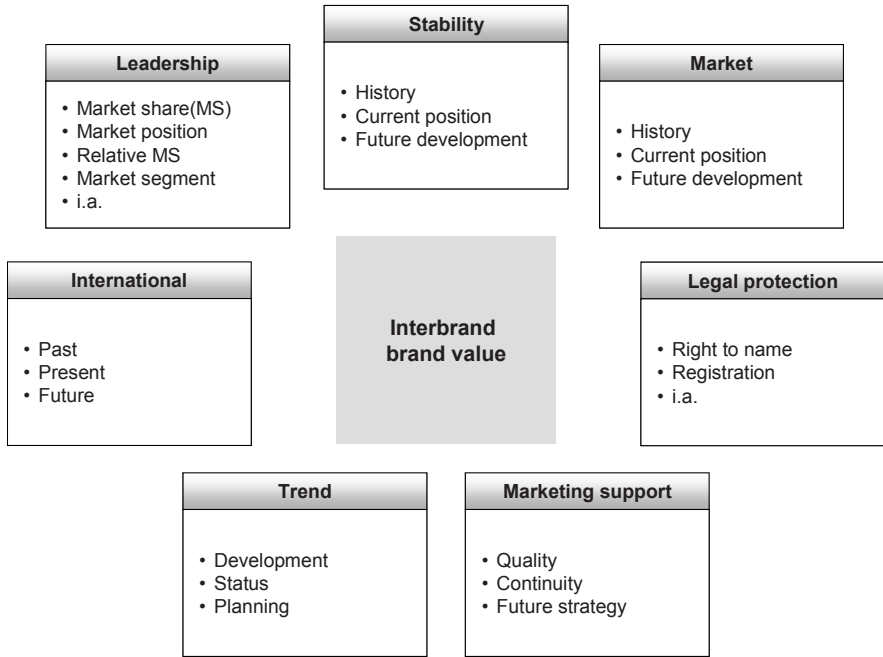 Stability
• History
• Current position
• Future development
Leadership
• Market share(MS)
• Market position
• Relative MS
• Market segment
• i.a.
Market
• History
• Current position
• Future development
International
• Past
• Present
• Future
Interbrand
brand value
Legal protection
• Right to name
• Registration
• i.a.
Trend
• Development
• Status
• Planning
Marketing support
• Quality
• Continuity
• Future strategy